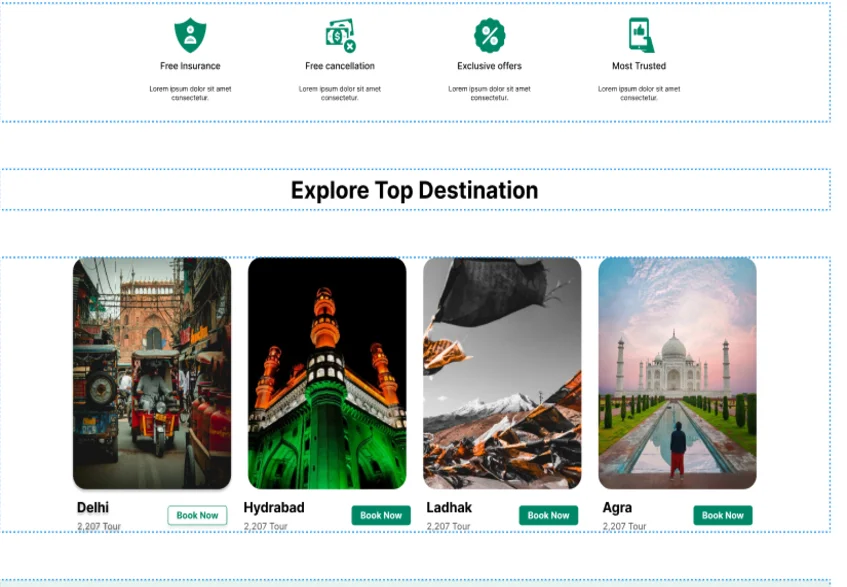 Free Insurance
Free cancellation
Exclusive offers
Most Trusted
Lorem ipsum dolor sit amet
consectetur.
Lorem ipsum dolor sit amet
consectetur.
Lorem ipsum dolor sit amet
consectetur.
Lorem ipsum dolor sit amet
consectetur.
Explore Top Destination
Delhi
2,207 Tour
Book Now
Hydrabad
2,207 Tour
Book Now
Ladhak
2,207 Tour
Book Now
Agra
2,207 Tour
Book Now